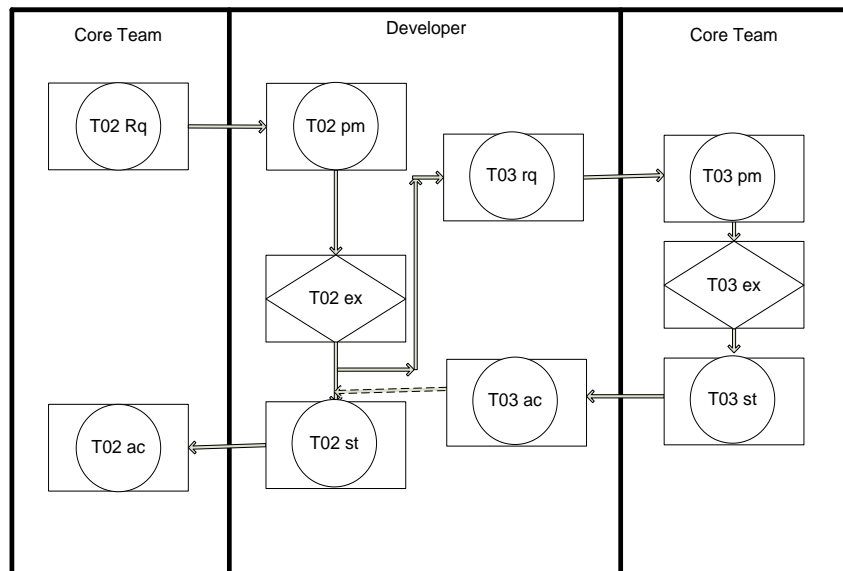 Core Team
Developer
Core Team
T02 Rq
T02 pm
T03 rq
T03 pm
T02 ex
T03 ex
T03 ac
T03 st
T02 ac
T02 st